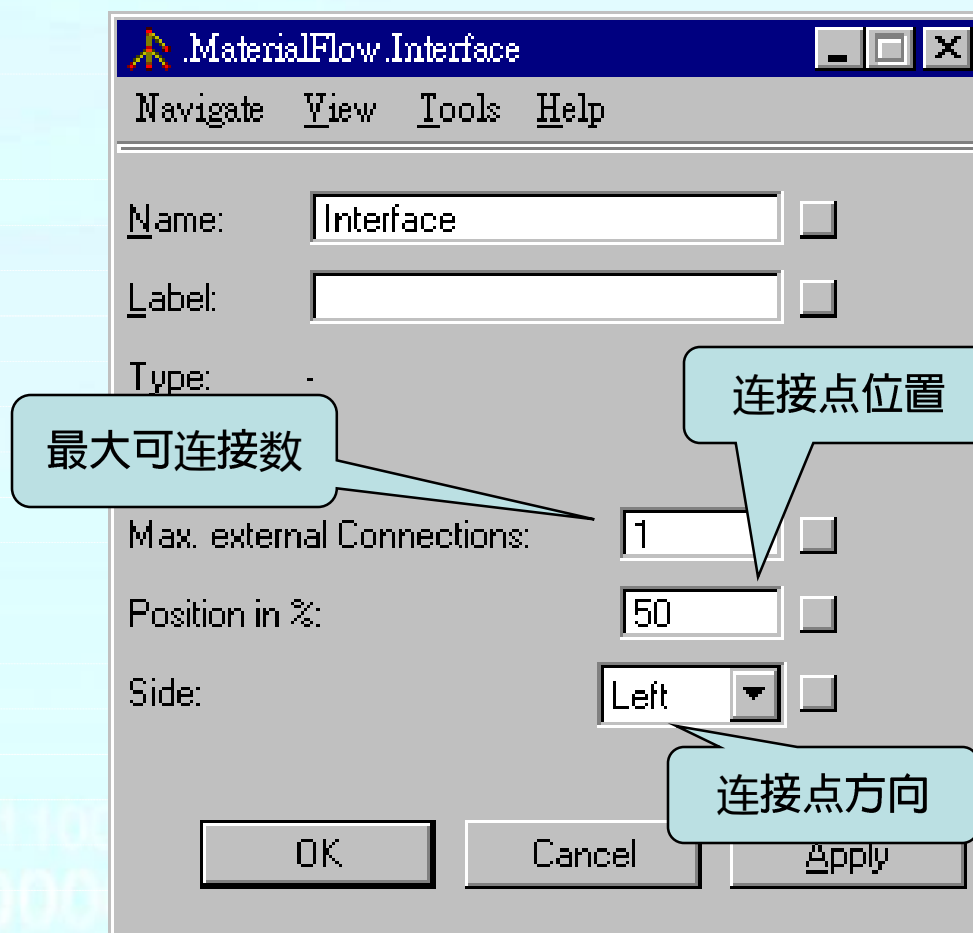 .MaterialFlow.Interface
Navigate View Tools Help
Name: Interface
Label:
Type: -
连接点位置
最大可连接数
Max. external Connections: 1
Position in %: 50
Side: Left
连接点方向
OK Cancel Apply
1100
000